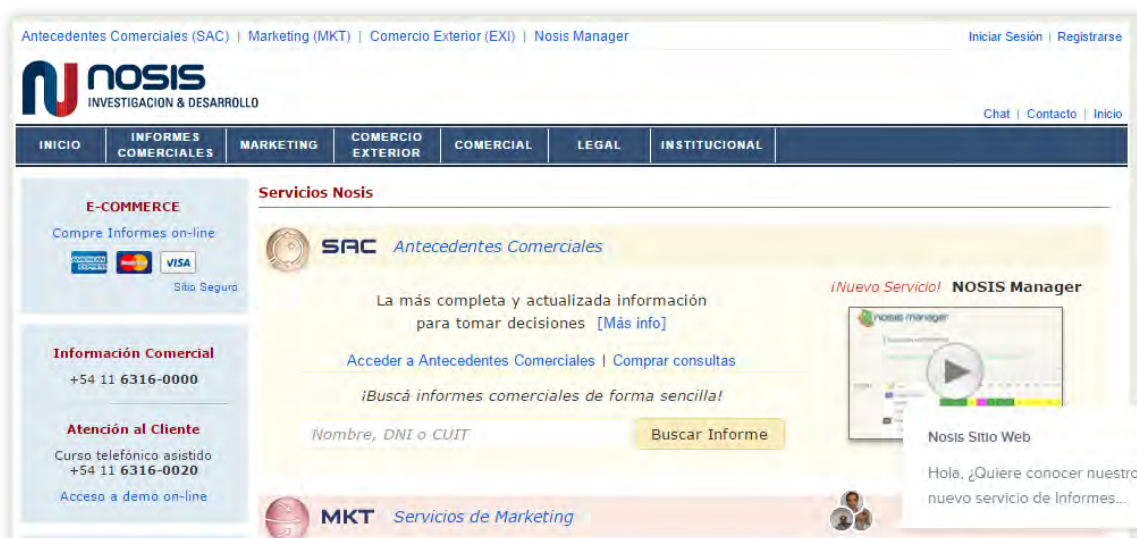 Antecedentes Comerciales (SAC) | Marketing (MKT) | Comercio Exterior (EXI) | Nosis Manager
Iniciar Sesión | Registrarse
nosis
INVESTIGACION & DESARROLLO
Chat | Contacto | Inicio
INICIO
INFORMES
COMERCIALES
MARKETING
COMERCIO
EXTERIOR
COMERCIAL
LEGAL
INSTITUCIONAL
E-COMMERCE
Compre Informes on-line
AMERICAN EXPRESS
MasterCard
VISA
Sitio Seguro
Información Comercial
+54 11 6316-0000
Atención al Cliente
Curso telefónico asistido
+54 11 6316-0020
Acceso a demo on-line
Servicios Nosis
SAC Antecedentes Comerciales
La más completa y actualizada información
para tomar decisiones [Más info]
Acceder a Antecedentes Comerciales | Comprar consultas
¡Buscá informes comerciales de forma sencilla!
Nombre, DNI o CUIT
Buscar Informe
¡Nuevo Servicio! NOSIS Manager
nosis manager
Nosis Sitio Web
Hola, ¿Quiere conocer nuestro
nuevo servicio de Informes...
MKT Servicios de Marketing